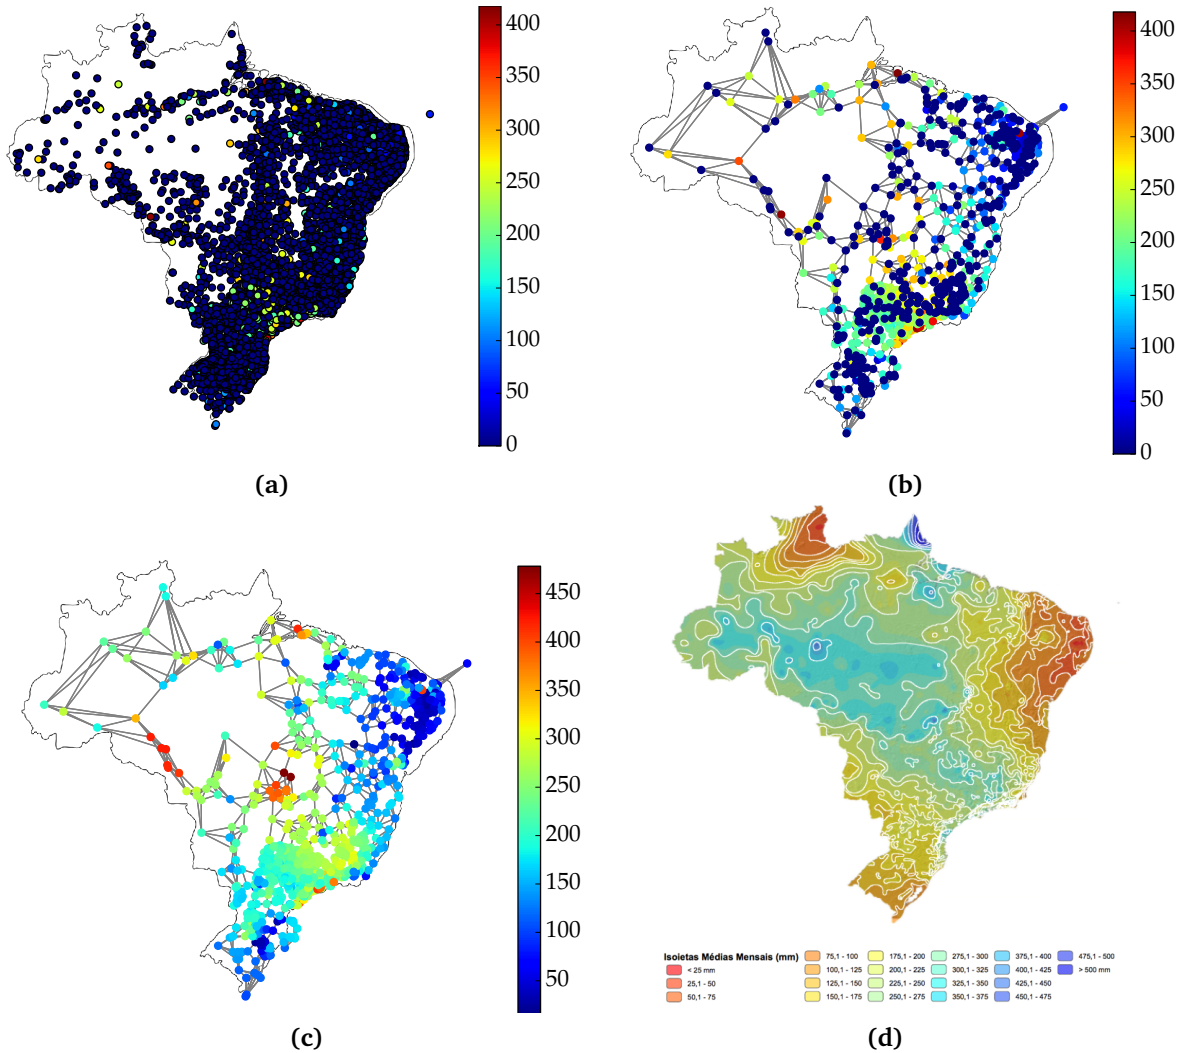 400
350
300
250
200
150
100
50
0
(a)
400
350
300
250
200
150
100
50
0
(b)
450
400
350
300
250
200
150
100
50
(c)
Isoietas Médias Mensais (mm)
< 25 mm
25,1 - 50
50,1 - 75
75,1 - 100
100,1 - 125
125,1 - 150
150,1 - 175
175,1 - 200
200,1 - 225
225,1 - 250
250,1 - 275
275,1 - 300
300,1 - 325
325,1 - 350
350,1 - 375
375,1 - 400
400,1 - 425
425,1 - 450
450,1 - 475
475,1 - 500
> 500 mm
(d)